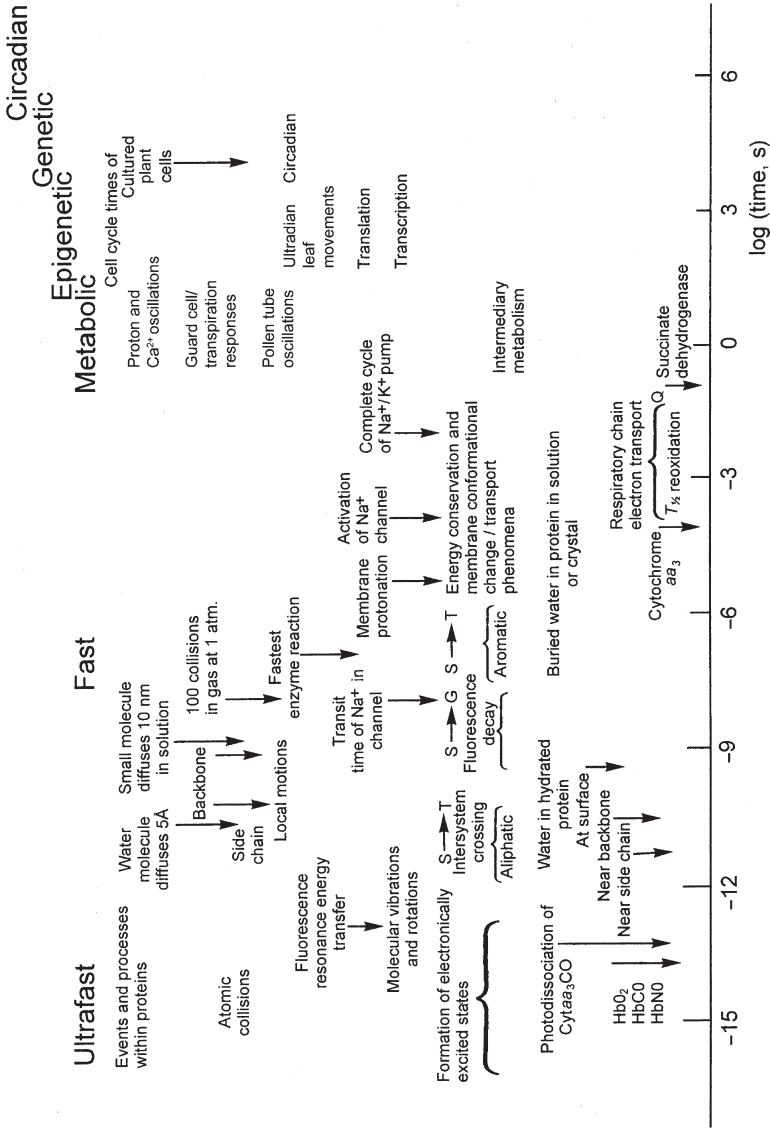 Ultrafast
Fast
Metabolic
Epigenetic
Genetic
Circadian
Events and processes
within proteins
Water
molecule
diffuses 5A
Small molecule
diffuses 10 nm
in solution
Proton and
Ca2+ oscillations
Cell cycle times of
Cultured
plant
cells
Atomic
collisions
Side
chain
Backbone
Local motions
100 collisions
in gas at 1 atm.
Fastest
enzyme reaction
Guard cell/
transpiration
responses
Pollen tube
oscillations
Ultradian
leaf
movements
Circadian
Fluorescence
resonance energy
transfer
Transit
time of Na+ in
channel
Membrane
protonation
Activation
of Na+
channel
Complete cycle
of Na+/K+ pump
Translation
Transcription
Molecular vibrations
and rotations
Formation of electronically
excited states
S → T
Intersystem
crossing
Aliphatic
S → G
Fluorescence
decay
S → T
Aromatic
Energy conservation and
membrane conformational
change / transport
phenomena
Intermediary
metabolism
Photodissociation of
Cytaa3CO
Water in hydrated
protein
At surface
Near backbone
Near side chain
Buried water in protein in solution
or crystal
HbO2
HbCO
HbNO
Cytochrome
aa3
Respiratory chain
electron transport
T½ reoxidation
Q
Succinate
dehydrogenase
−15 −12 −9 −6 −3 0 3 6
log (time, s)